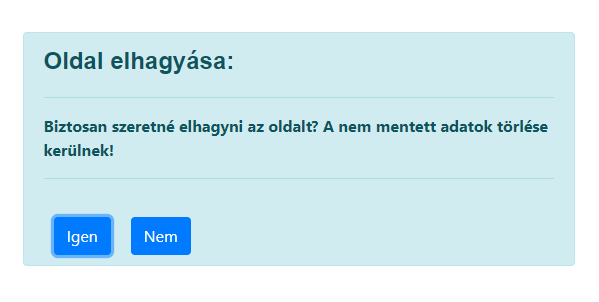 Oldal elhagyása:
Biztosan szeretné elhagyni az oldalt? A nem mentett adatok törlése
kerülnek!
Igen Nem